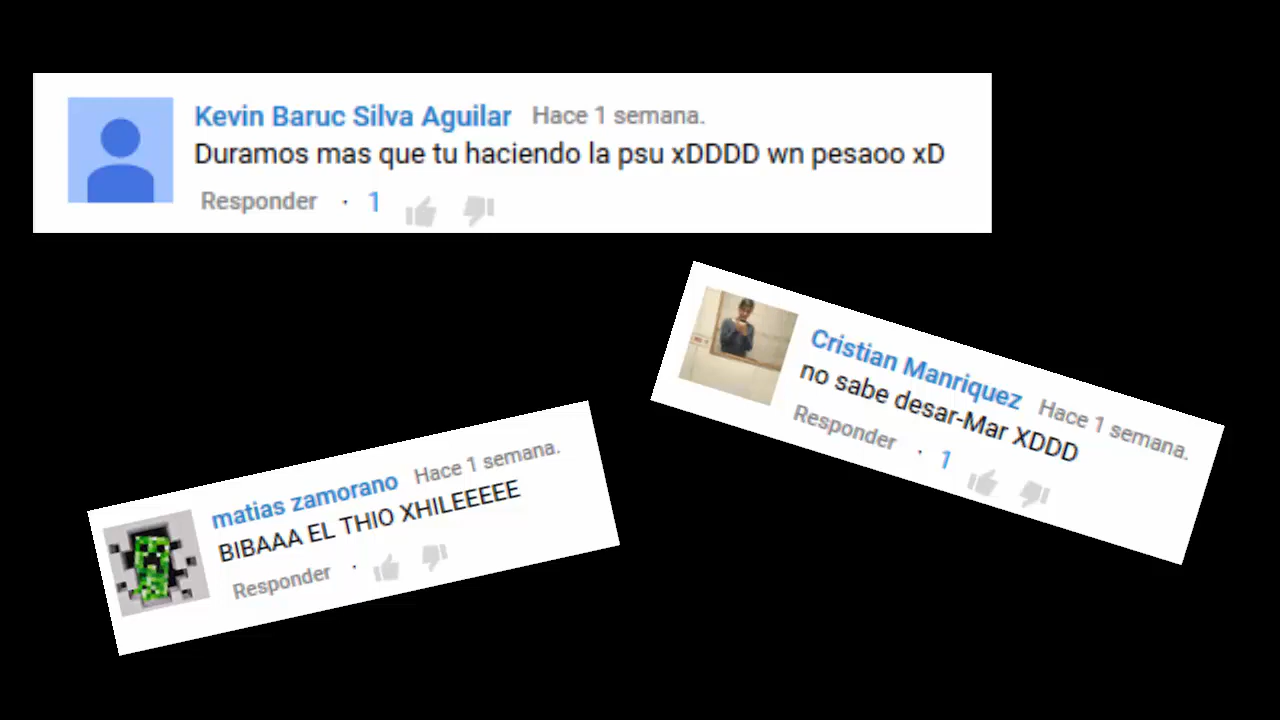 Kevin Baruc Silva Aguilar Hace 1 semana.
Duramos mas que tu haciendo la psu xDDDD wn pesaoo xD
Responder · 1
Cristian Manriquez Hace 1 semana.
no sabe desar-Mar XDDD
Responder · 1
matias zamorano Hace 1 semana.
BIBAAA EL THIO XHILEEEEE
Responder ·